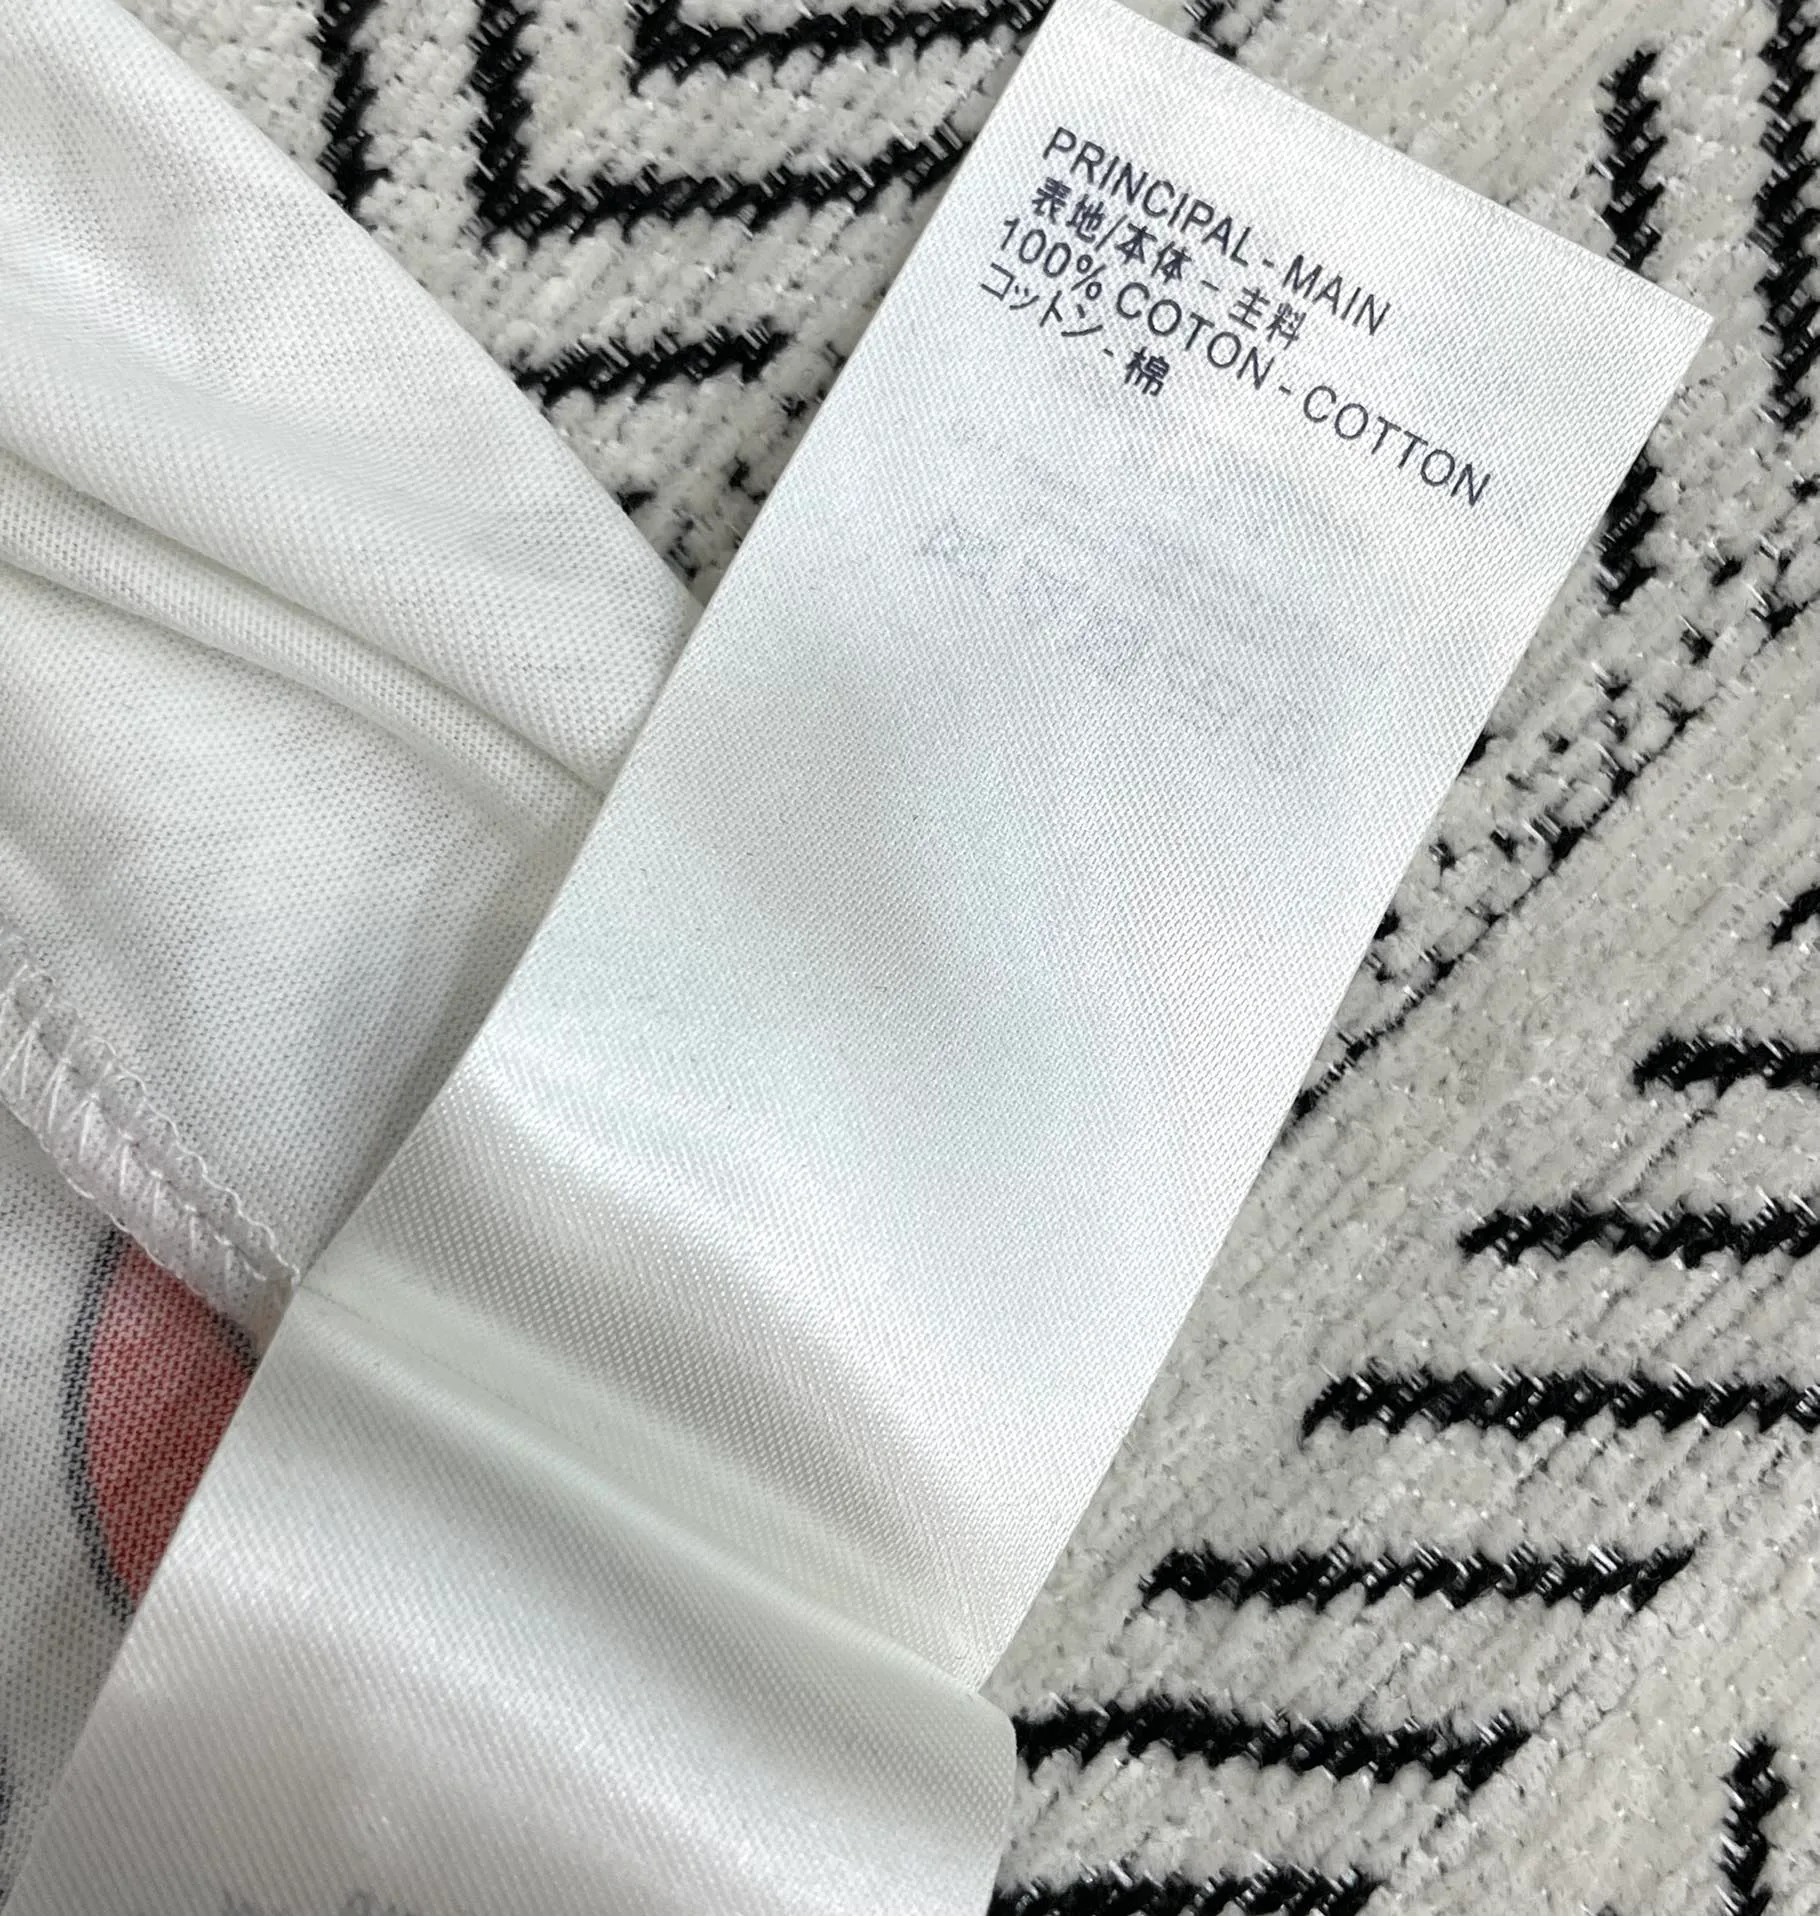 PRINCIPAL - MAIN
表地/本体 - 主料
100% COTON - COTTON
コットン - 棉